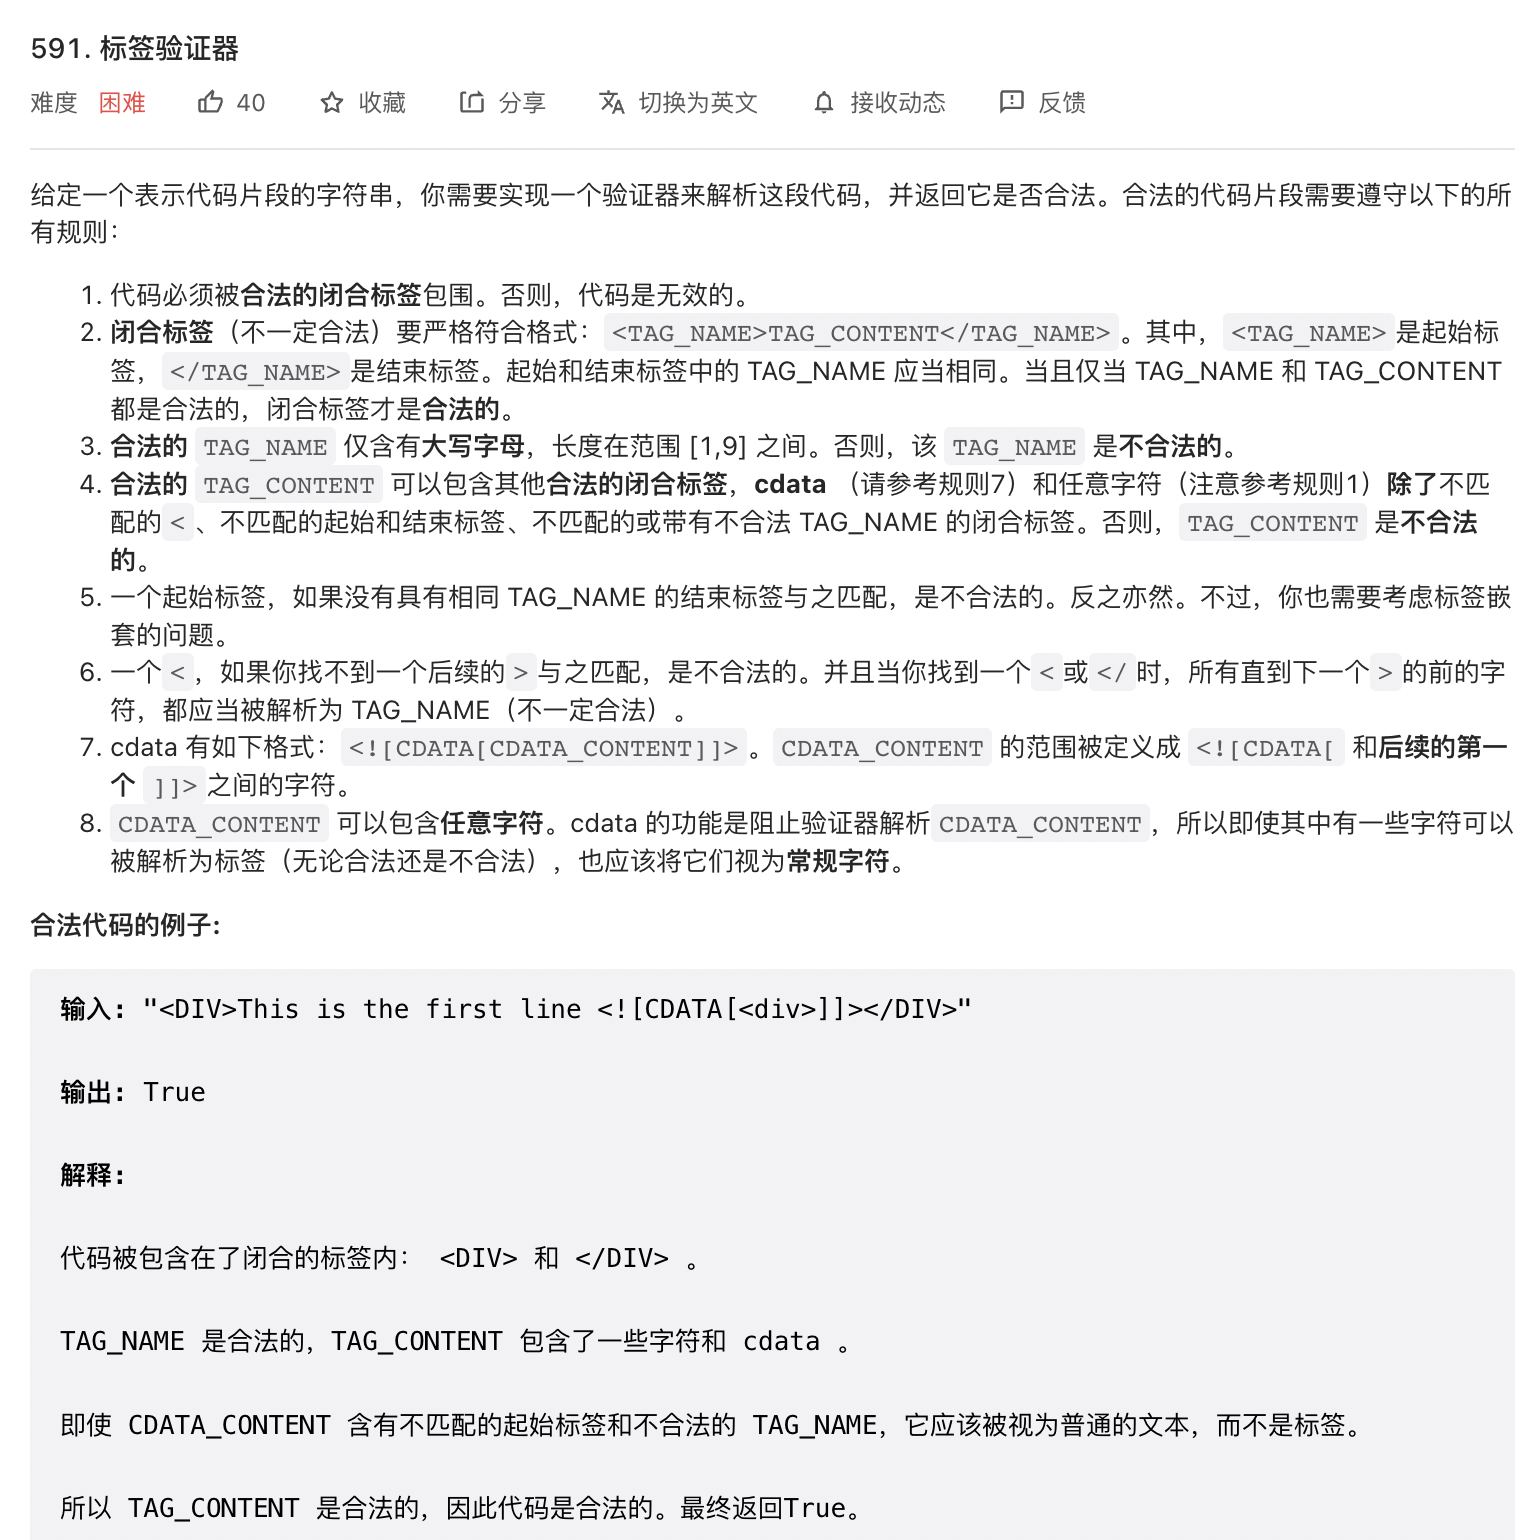 591. 标签验证器
难度 困难 40 收藏 分享 切换为英文 接收动态 反馈
给定一个表示代码片段的字符串，你需要实现一个验证器来解析这段代码，并返回它是否合法。合法的代码片段需要遵守以下的所
有规则：
1. 代码必须被合法的闭合标签包围。否则，代码是无效的。
2. 闭合标签（不一定合法）要严格符合格式：<TAG_NAME>TAG_CONTENT</TAG_NAME>。其中，<TAG_NAME>是起始标
签，</TAG_NAME>是结束标签。起始和结束标签中的 TAG_NAME 应当相同。当且仅当 TAG_NAME 和 TAG_CONTENT
都是合法的，闭合标签才是合法的。
3. 合法的 TAG_NAME 仅含有大写字母，长度在范围 [1,9] 之间。否则，该 TAG_NAME 是不合法的。
4. 合法的 TAG_CONTENT 可以包含其他合法的闭合标签，cdata （请参考规则7）和任意字符（注意参考规则1）除了不匹
配的<、不匹配的起始和结束标签、不匹配的或带有不合法 TAG_NAME 的闭合标签。否则，TAG_CONTENT 是不合法
的。
5. 一个起始标签，如果没有具有相同 TAG_NAME 的结束标签与之匹配，是不合法的。反之亦然。不过，你也需要考虑标签嵌
套的问题。
6. 一个<，如果你找不到一个后续的>与之匹配，是不合法的。并且当你找到一个<或</时，所有直到下一个>的前的字
符，都应当被解析为 TAG_NAME（不一定合法）。
7. cdata 有如下格式：<![CDATA[CDATA_CONTENT]]>。CDATA_CONTENT 的范围被定义成 <![CDATA[ 和后续的第一
个 ]]>之间的字符。
8. CDATA_CONTENT 可以包含任意字符。cdata 的功能是阻止验证器解析CDATA_CONTENT，所以即使其中有一些字符可以
被解析为标签（无论合法还是不合法），也应该将它们视为常规字符。
合法代码的例子:
输入: "<DIV>This is the first line <![CDATA[<div>]]></DIV>"
输出: True
解释:
代码被包含在了闭合的标签内： <DIV> 和 </DIV> 。
TAG_NAME 是合法的，TAG_CONTENT 包含了一些字符和 cdata 。
即使 CDATA_CONTENT 含有不匹配的起始标签和不合法的 TAG_NAME，它应该被视为普通的文本，而不是标签。
所以 TAG_CONTENT 是合法的，因此代码是合法的。最终返回True。